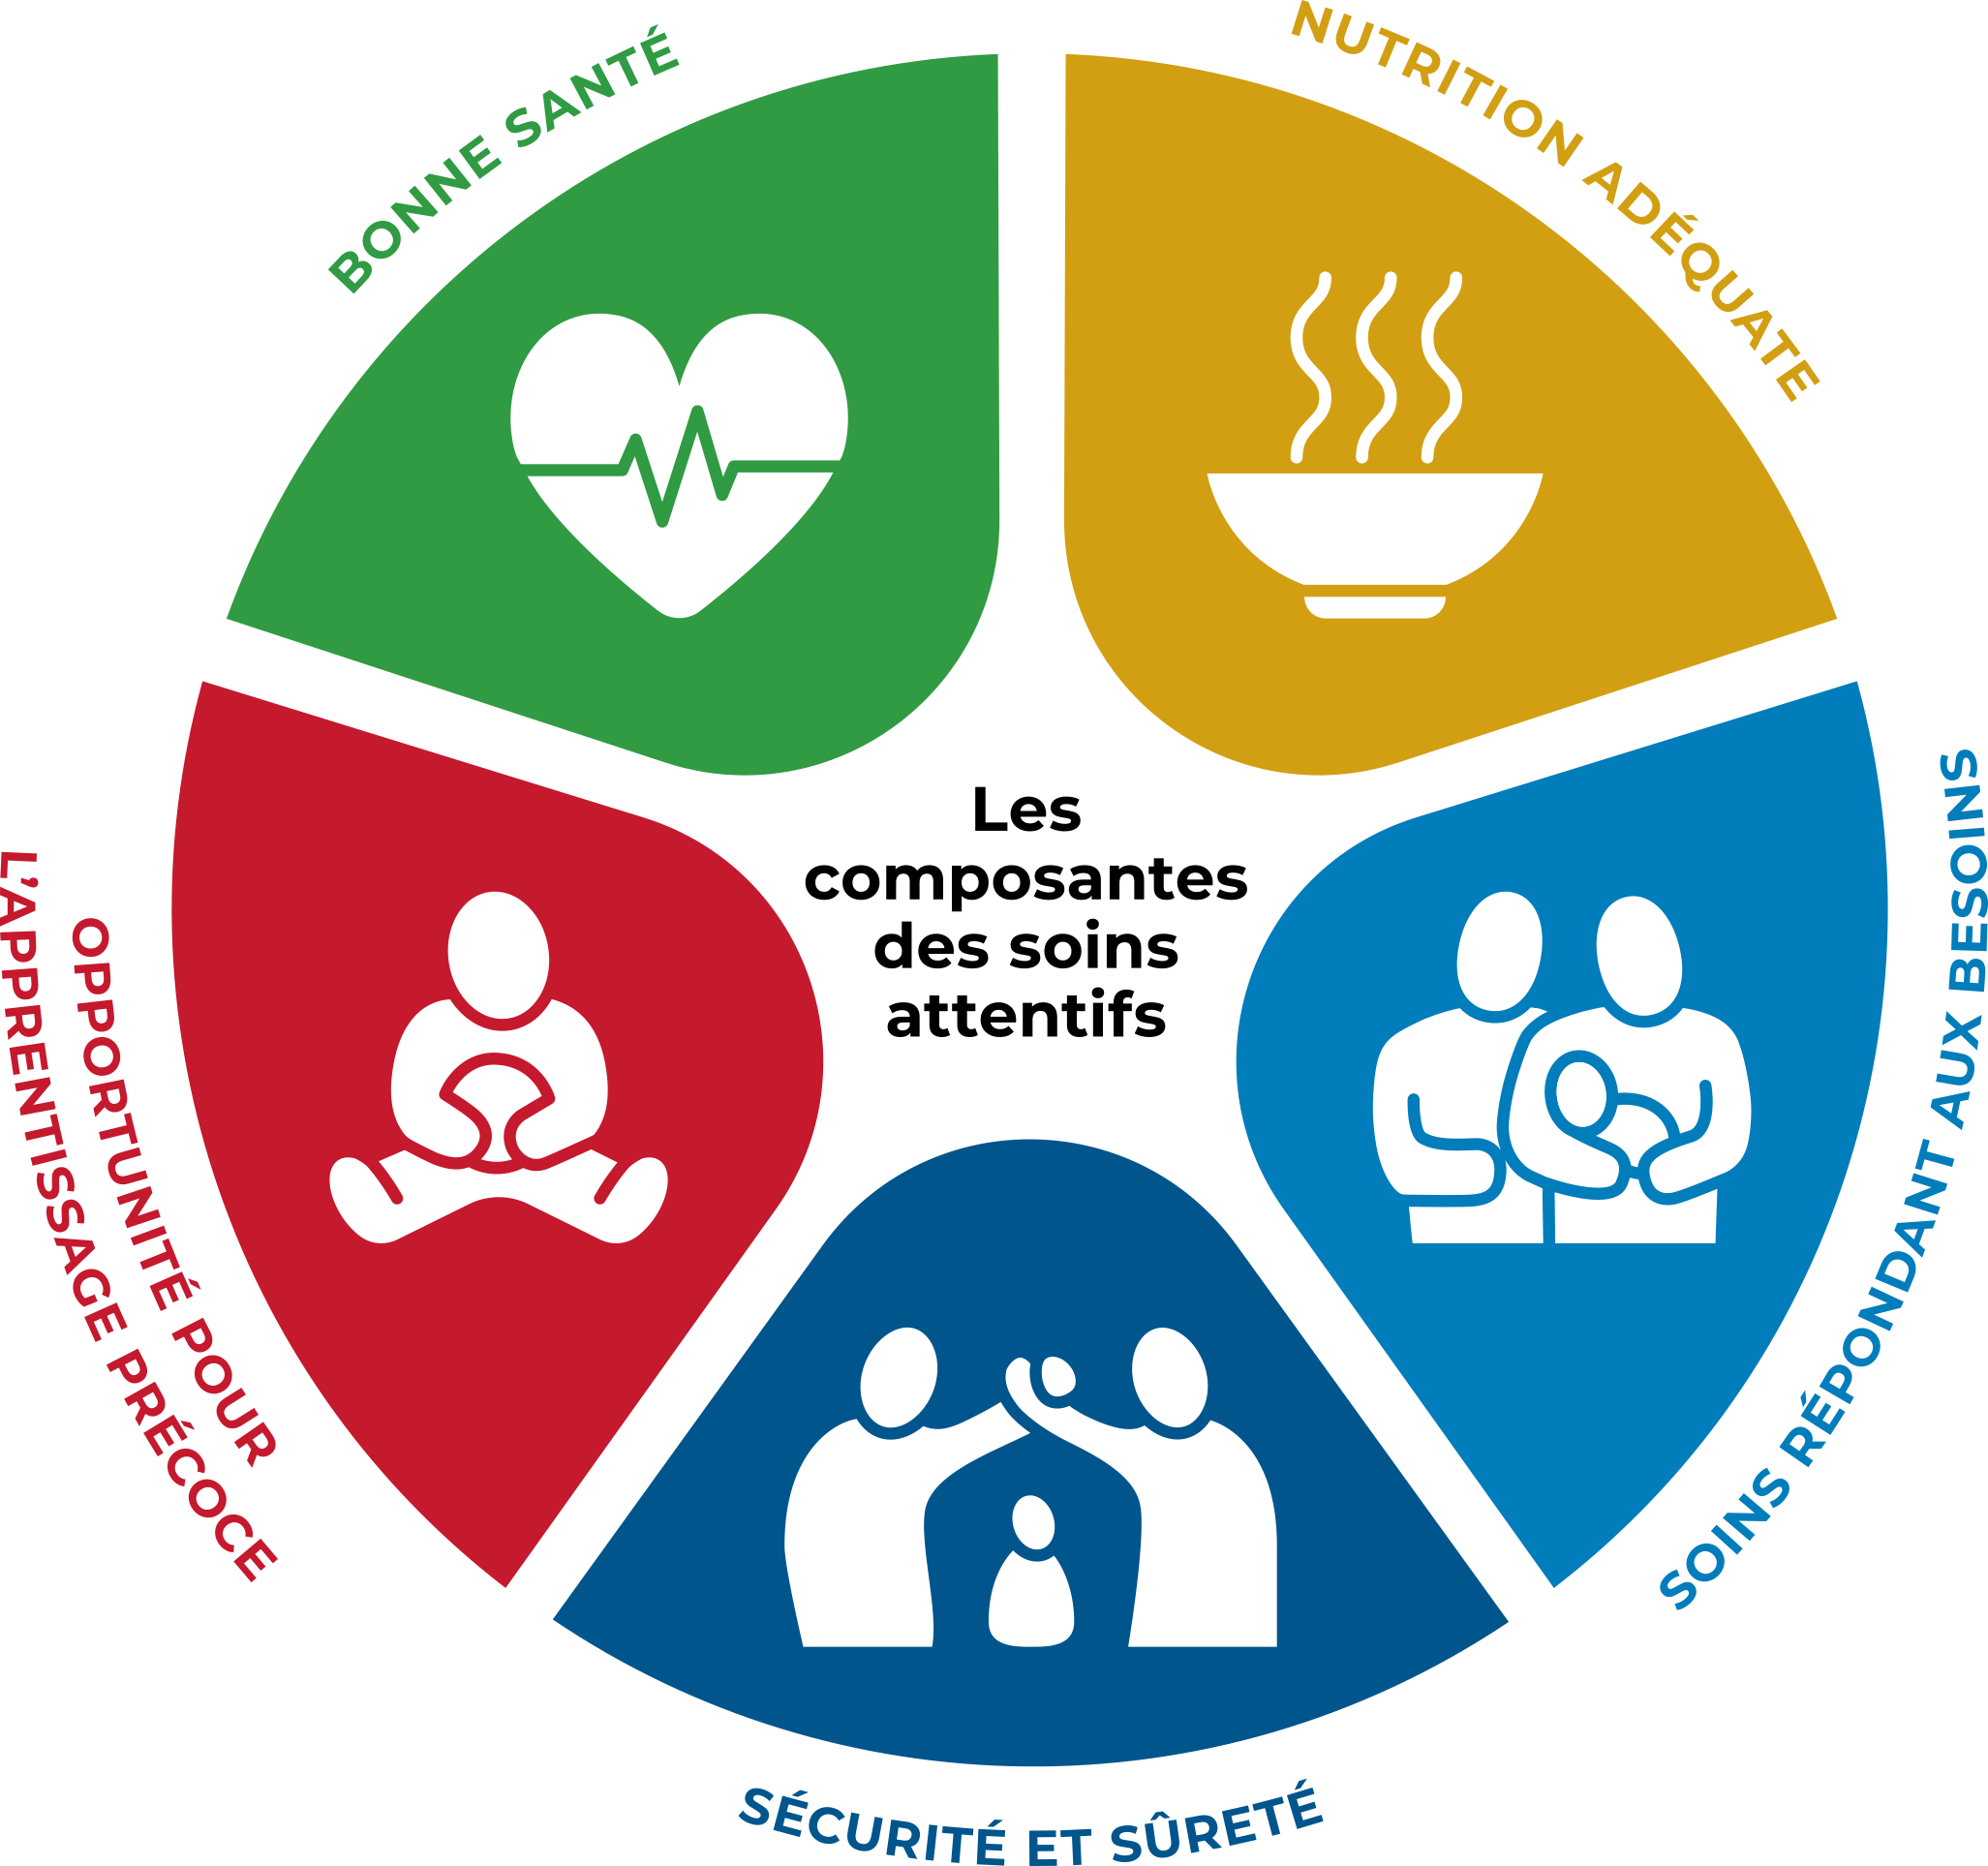 BONNE SANTÉ
NUTRITION ADÉQUATE
Les
composantes
des soins
attentifs
SOINS RÉPONDANT AUX BESOINS
SÉCURITÉ ET SÛRETÉ
OPPORTUNITÉ POUR
L'APPRENTISSAGE PRÉCOCE